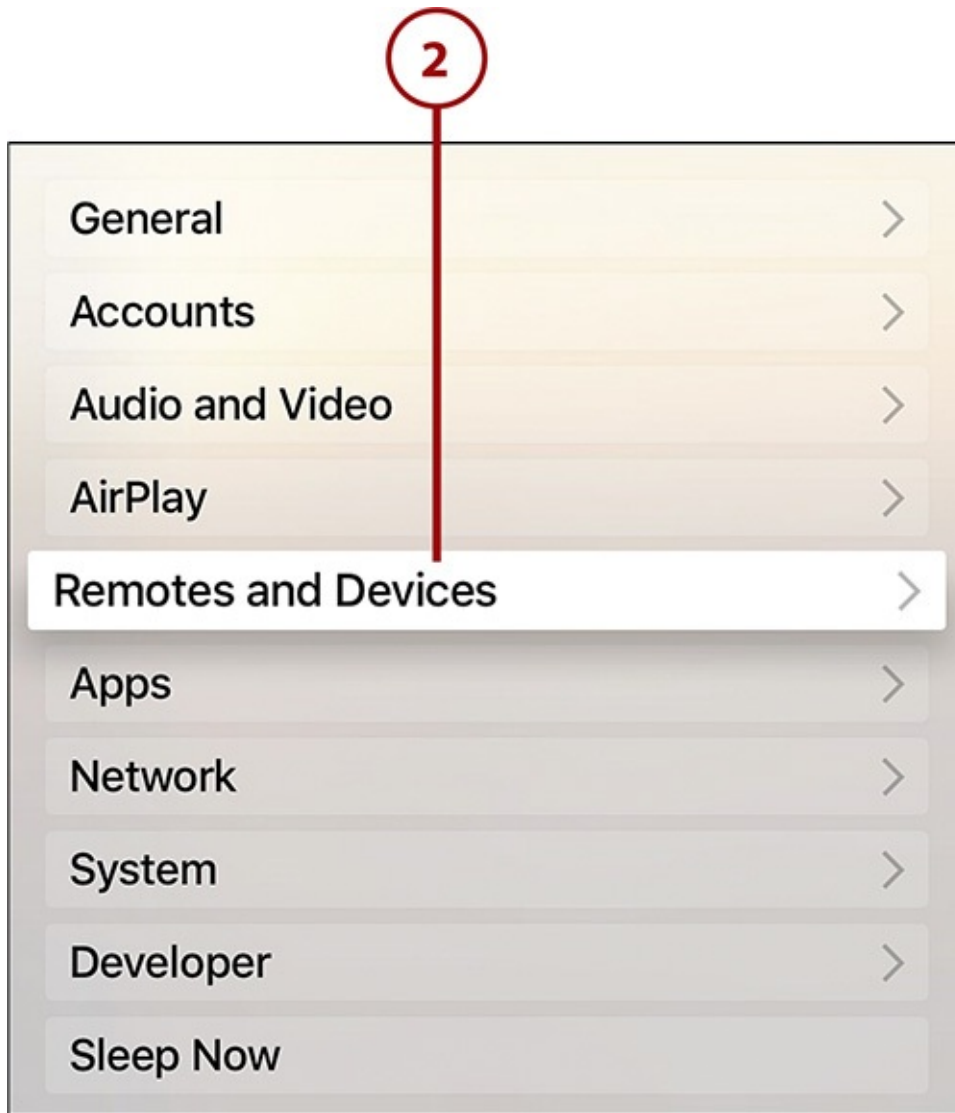 2
General
Accounts
Audio and Video
AirPlay
Remotes and Devices
Apps
Network
System
Developer
Sleep Now